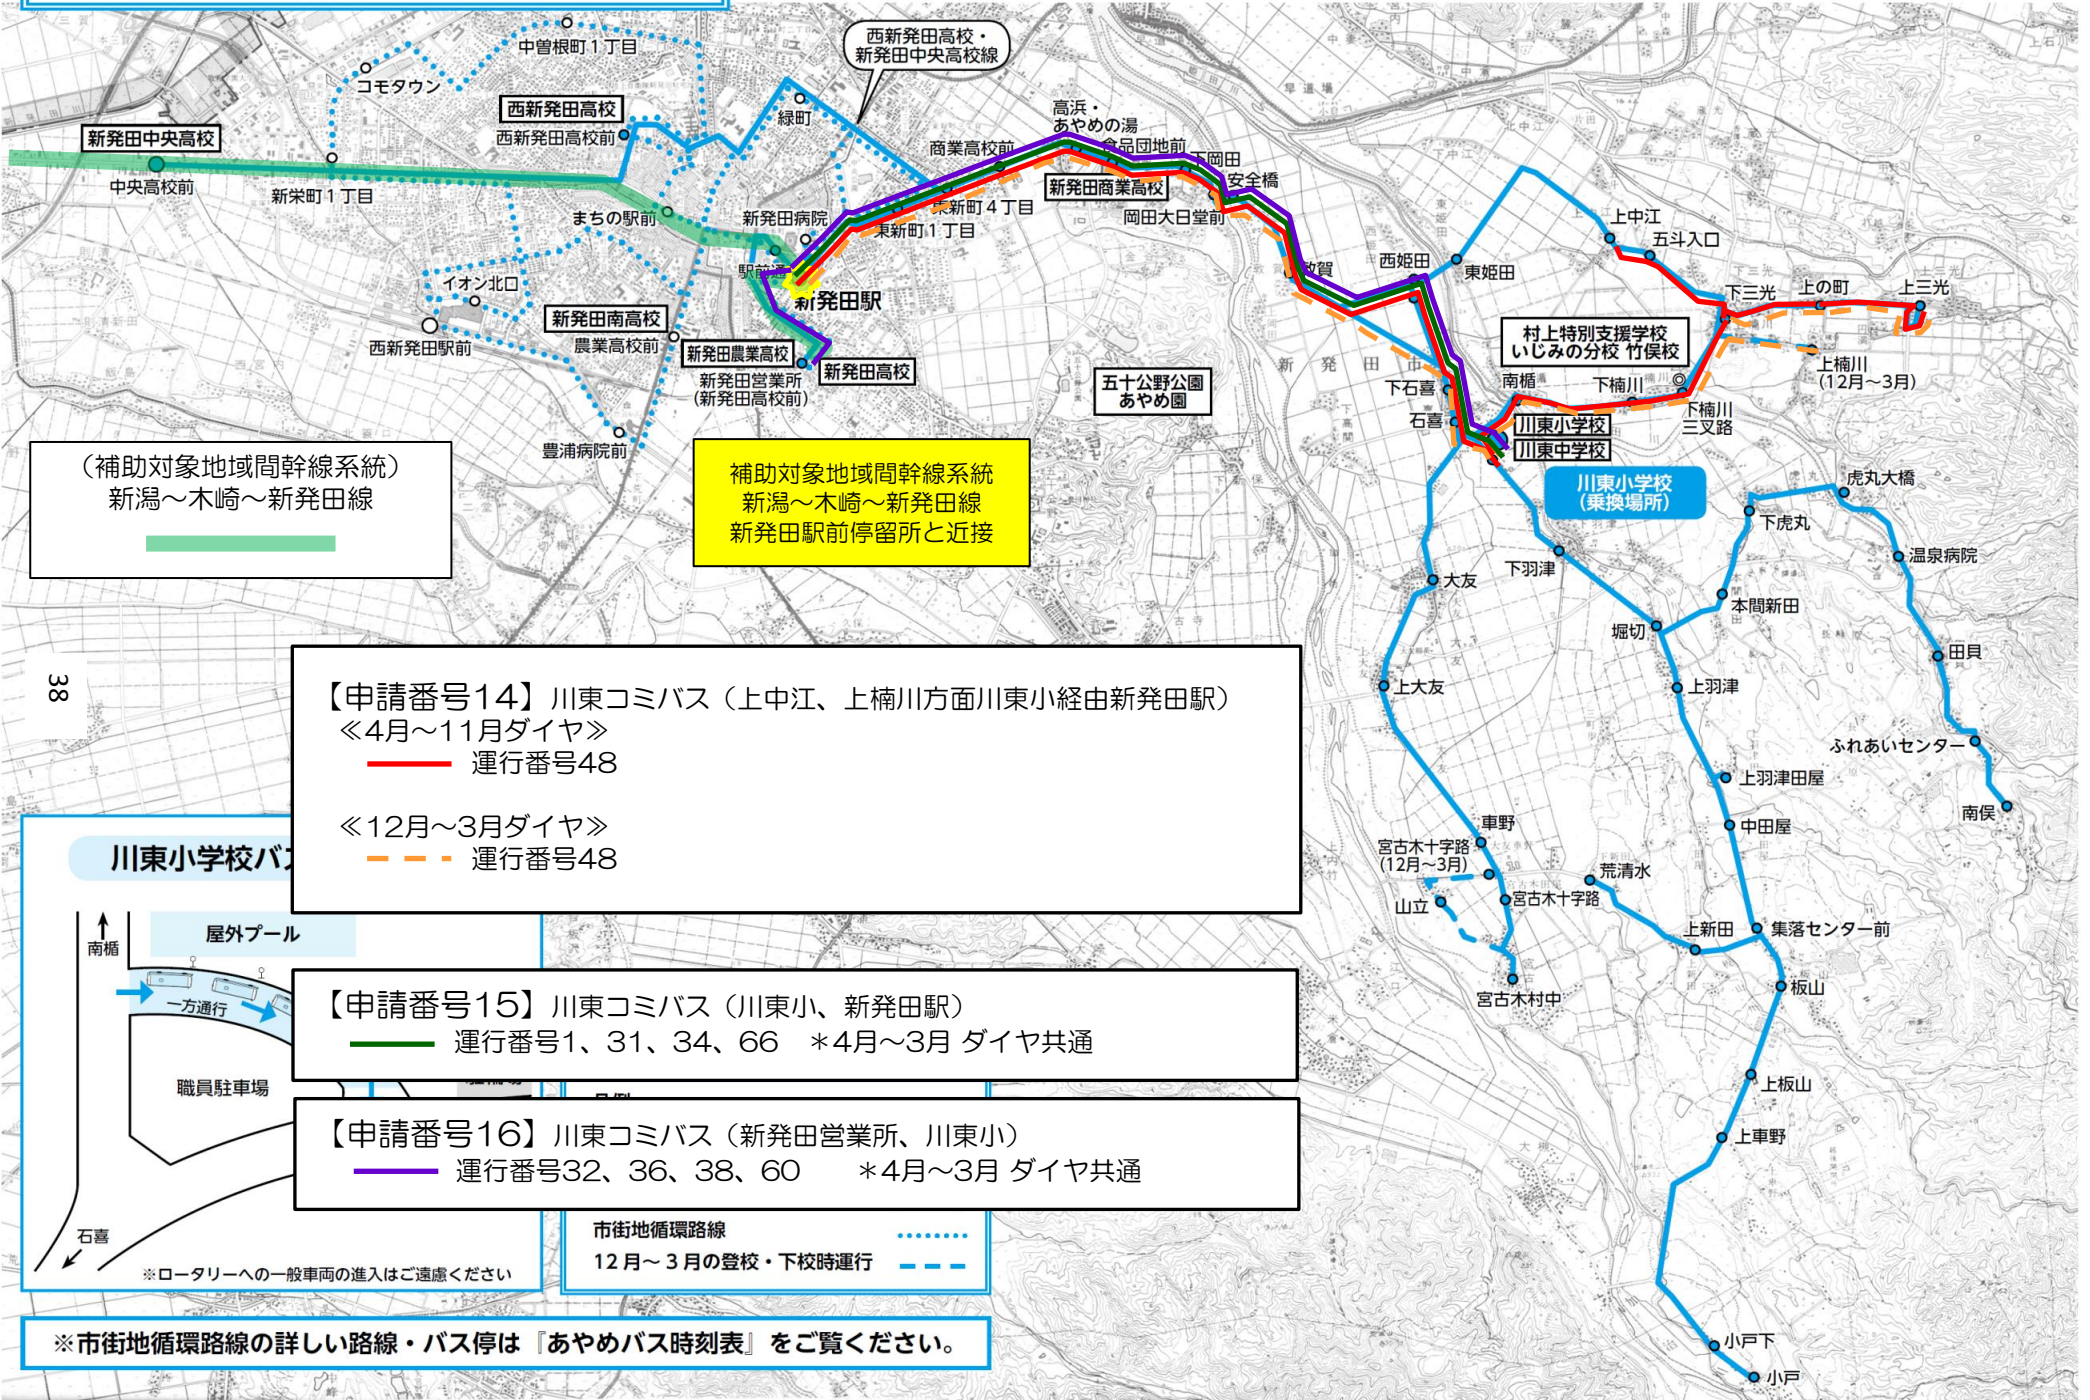 中曽根町1丁目
コモタウン
西新発田高校・
新発田中央高校線
西新発田高校
西新発田高校前
緑町
新発田中央高校
中央高校前
新栄町1丁目
まちの駅前
新発田病院
駅前通
新発田駅
商業高校前
高浜・
あやめの湯
食品団地前
下岡田
安全橋
新発田商業高校
岡田大日堂前
東新町4丁目
東新町1丁目
イオン北口
西新発田駅前
新発田南高校
農業高校前
新発田農業高校
新発田営業所
(新発田高校前)
新発田高校
豊浦病院前
五十公野公園
あやめ園
敦賀
西姫田
東姫田
上中江
五斗入口
下三光
上の町
上三光
村上特別支援学校
いじみの分校 竹俣校
上楠川
(12月～3月)
下石喜
石喜
南楯
下楠川
下楠川
三叉路
川東小学校
川東中学校
川東小学校
(乗換場所)
虎丸大橋
下虎丸
温泉病院
下羽津
本間新田
堀切
田貝
大友
上大友
上羽津
ふれあいセンター
上羽津田屋
南俣
中田屋
車野
宮古木十字路
(12月～3月)
荒清水
山立
宮古木十字路
上新田
集落センター前
宮古木村中
板山
上板山
上車野
小戸下
小戸
(補助対象地域間幹線系統)
新潟～木崎～新発田線
補助対象地域間幹線系統
新潟～木崎～新発田線
新発田駅前停留所と近接
38
【申請番号14】川東コミバス（上中江、上楠川方面川東小経由新発田駅）
≪4月～11月ダイヤ≫
運行番号48
≪12月～3月ダイヤ≫
運行番号48
【申請番号15】川東コミバス（川東小、新発田駅）
運行番号1、31、34、66　＊4月～3月 ダイヤ共通
【申請番号16】川東コミバス（新発田営業所、川東小）
運行番号32、36、38、60　　＊4月～3月 ダイヤ共通
川東小学校バ
南楯
屋外プール
一方通行
職員駐車場
石喜
※ロータリーへの一般車両の進入はご遠慮ください
市街地循環路線
12月～3月の登校・下校時運行
※市街地循環路線の詳しい路線・バス停は『あやめバス時刻表』をご覧ください。